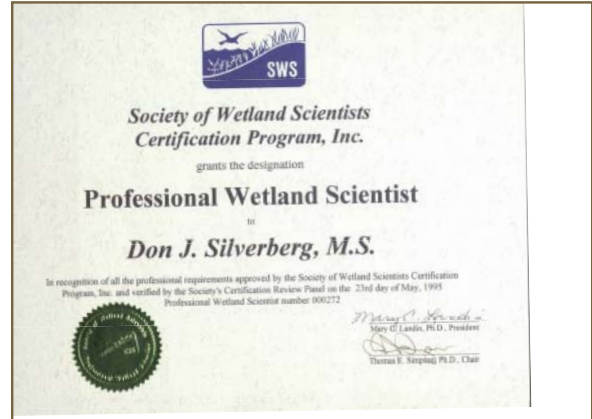 SWS
Society of Wetland Scientists
Certification Program, Inc.
grants the designation
Professional Wetland Scientist
to
Don J. Silverberg, M.S.
In recognition of all the professional requirements approved by the Society of Wetland Scientists Certification
Program, Inc. and verified by the Society's Certification Review Panel on the 23rd day of May, 1995
Professional Wetland Scientist number 000272
Mary C. Landin, Ph.D., President
Thomas E. Ph.D., Chair